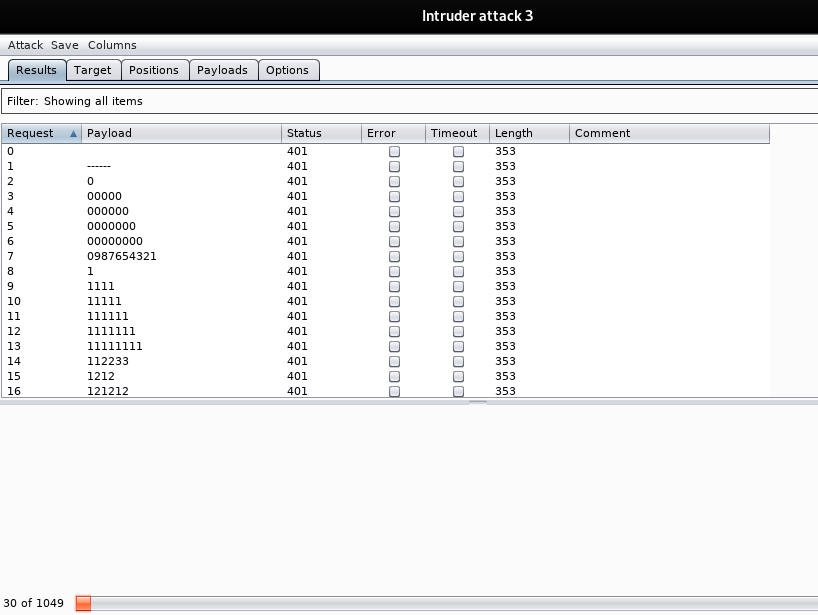 Intruder attack 3
Attack Save Columns
Results Target Positions Payloads Options
Filter: Showing all items
Request Payload Status Error Timeout Length Comment
0 401 353
1 ------ 401 353
2 0 401 353
3 00000 401 353
4 000000 401 353
5 0000000 401 353
6 00000000 401 353
7 0987654321 401 353
8 1 401 353
9 1111 401 353
10 11111 401 353
11 111111 401 353
12 1111111 401 353
13 11111111 401 353
14 112233 401 353
15 1212 401 353
16 121212 401 353
30 of 1049